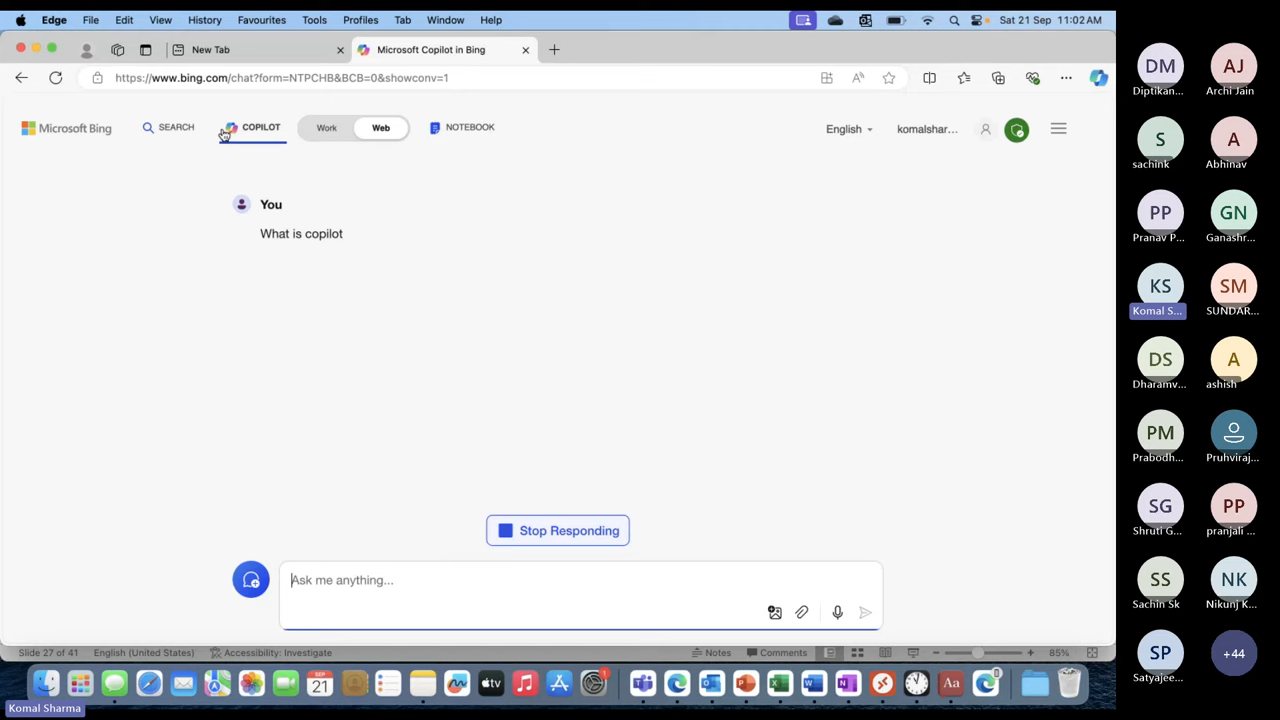 Edge File Edit View History Favourites Tools Profiles Tab Window Help Sat 21 Sep 11:02 AM
New Tab Microsoft Copilot in Bing
https://www.bing.com/chat?form=NTPCHB&BCB=0&showconv=1
Microsoft Bing SEARCH COPILOT Work Web NOTEBOOK English komalshar...
You
What is copilot
Stop Responding
Ask me anything...
Slide 27 of 41 English (United States) Accessibility: Investigate Notes Comments 85%
SEP
21
tv
Aa
Komal Sharma
DM AJ
Diptikan... Archi Jain
S A
sachink Abhinav
PP GN
Pranav P... Ganashr...
KS SM
Komal S... SUNDAR...
DS A
Dharamv... ashish
PM
Prabodh... Pruhviraj...
SG PP
Shruti G... pranjali ...
SS NK
Sachin Sk Nikunj K...
SP +44
Satyajee...